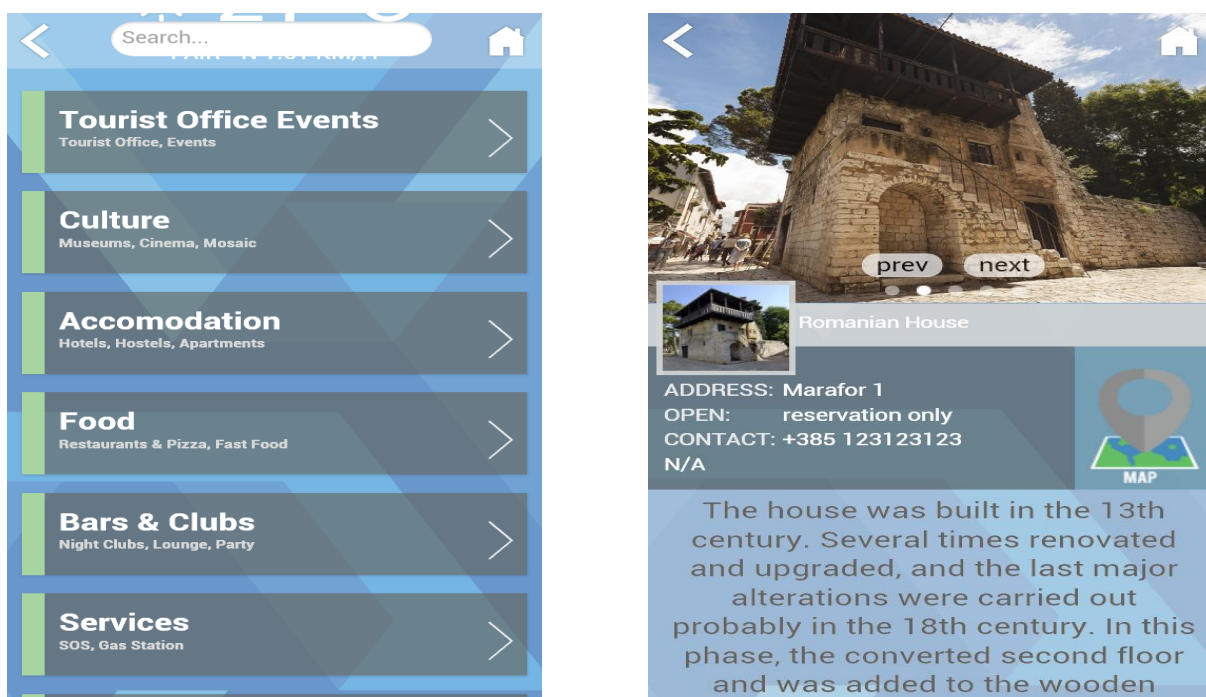 Search...
Tourist Office Events
Tourist Office, Events
Culture
Museums, Cinema, Mosaic
Accomodation
Hotels, Hostels, Apartments
Food
Restaurants & Pizza, Fast Food
Bars & Clubs
Night Clubs, Lounge, Party
Services
SOS, Gas Station
prev next
Romanian House
ADDRESS: Marafor 1
OPEN: reservation only
CONTACT: +385 123123123
N/A
MAP
The house was built in the 13th
century. Several times renovated
and upgraded, and the last major
alterations were carried out
probably in the 18th century. In this
phase, the converted second floor
and was added to the wooden